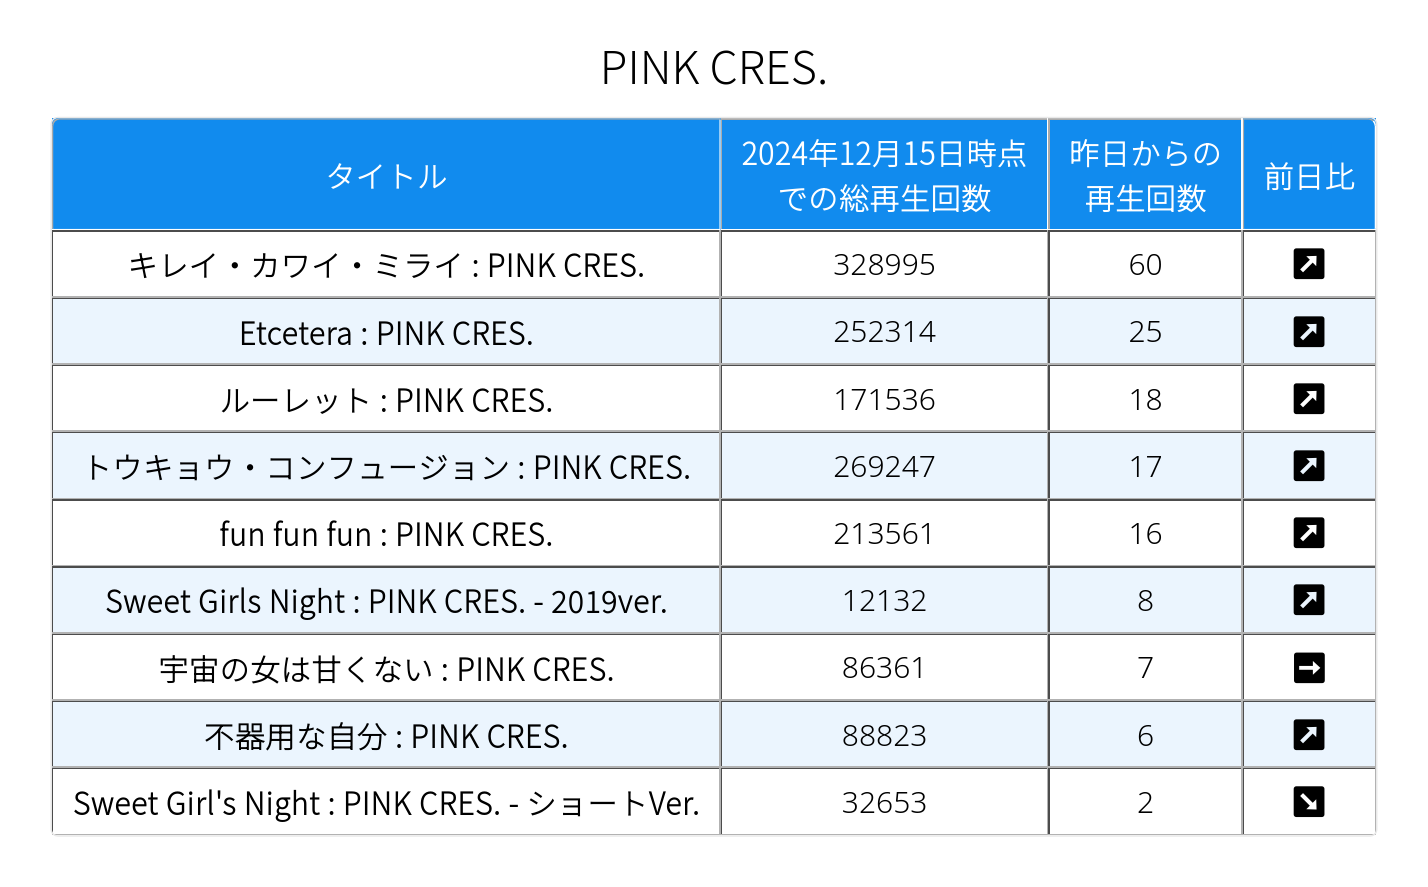 PINK CRES.
タイトル 2024年12月15日時点 昨日からの 前日比
での総再生回数 再生回数
キレイ・カワイ・ミライ : PINK CRES. 328995 60
Etcetera : PINK CRES. 252314 25
ルーレット : PINK CRES. 171536 18
トウキョウ・コンフュージョン : PINK CRES. 269247 17
fun fun fun : PINK CRES. 213561 16
Sweet Girls Night : PINK CRES. - 2019ver. 12132 8
宇宙の女は甘くない : PINK CRES. 86361 7
不器用な自分 : PINK CRES. 88823 6
Sweet Girl's Night : PINK CRES. - ショートVer. 32653 2